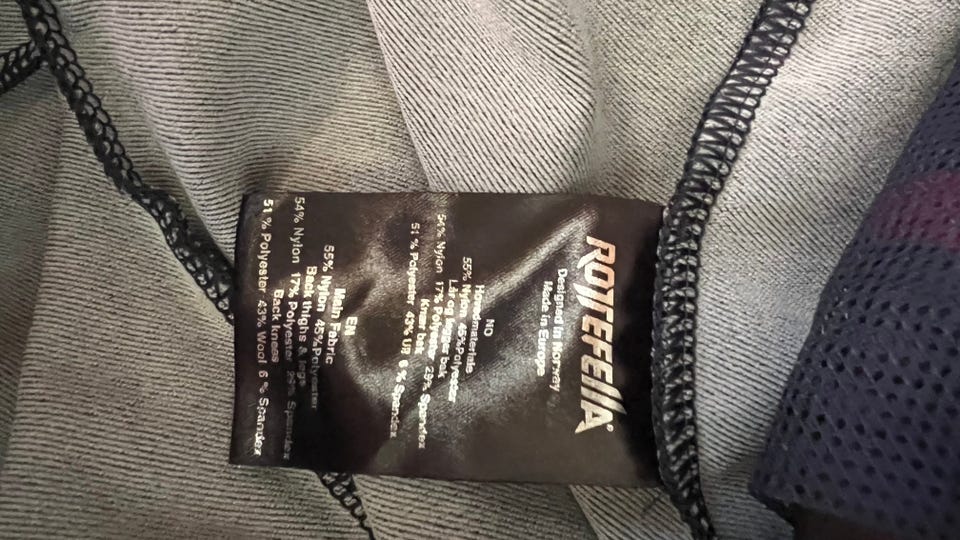 ROTTEFELLA®
Designed in Norway
Made in Europe
NO
Hovedmateriale
55% Nylon 45%Polyester
Lår og legger bak
54% Nylon 17% Polyester 29% Spandex
Knær bak
51 % Polyester 43% Ull 6 % Spandex
EN
Main Fabric
55% Nylon 45%Polyester
Back thighs & legs
54% Nylon 17% Polyester 29% Spandex
Back knees
51 % Polyester 43% Wool 6 % Spandex